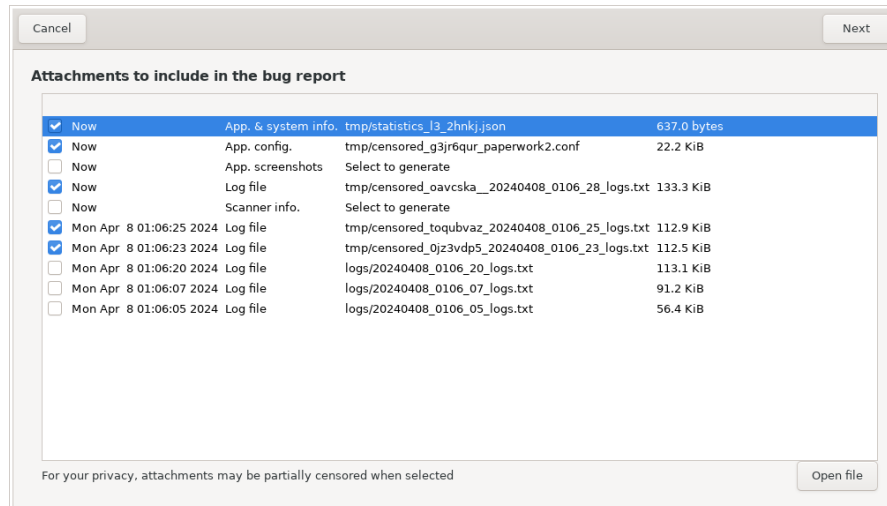 Cancel Next
Attachments to include in the bug report
Now App. & system info. tmp/statistics_l3_2hnkj.json 637.0 bytes
Now App. config. tmp/censored_g3jr6qur_paperwork2.conf 22.2 KiB
Now App. screenshots Select to generate
Now Log file tmp/censored_oavcska__20240408_0106_28_logs.txt 133.3 KiB
Now Scanner info. Select to generate
Mon Apr 8 01:06:25 2024 Log file tmp/censored_toqubvaz_20240408_0106_25_logs.txt 112.9 KiB
Mon Apr 8 01:06:23 2024 Log file tmp/censored_0jz3vdp5_20240408_0106_23_logs.txt 112.5 KiB
Mon Apr 8 01:06:20 2024 Log file logs/20240408_0106_20_logs.txt 113.1 KiB
Mon Apr 8 01:06:07 2024 Log file logs/20240408_0106_07_logs.txt 91.2 KiB
Mon Apr 8 01:06:05 2024 Log file logs/20240408_0106_05_logs.txt 56.4 KiB
For your privacy, attachments may be partially censored when selected Open file